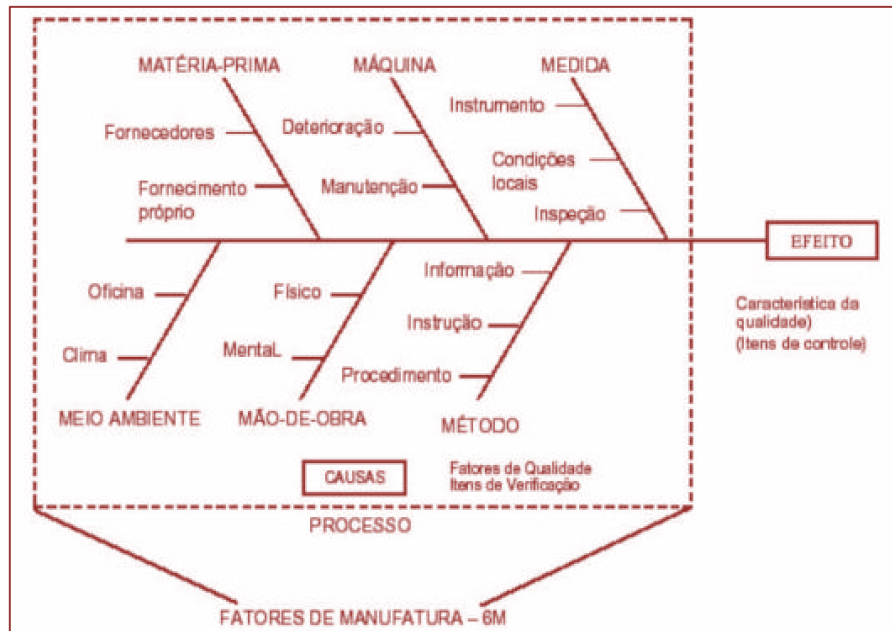 MATÉRIA-PRIMA
MÁQUINA
MEDIDA
Fornecedores
Fornecimento
próprio
Deterioração
Manutenção
Instrumento
Condições
locais
Inspeção
EFEITO
Característica da
qualidade)
(Itens de controle)
Oficina
Clima
Físico
MentaL
Informação
Instrução
Procedimento
MEIO AMBIENTE
MÃO-DE-OBRA
MÉTODO
CAUSAS
Fatores de Qualidade
Itens de Verificação
PROCESSO
FATORES DE MANUFATURA – 6M